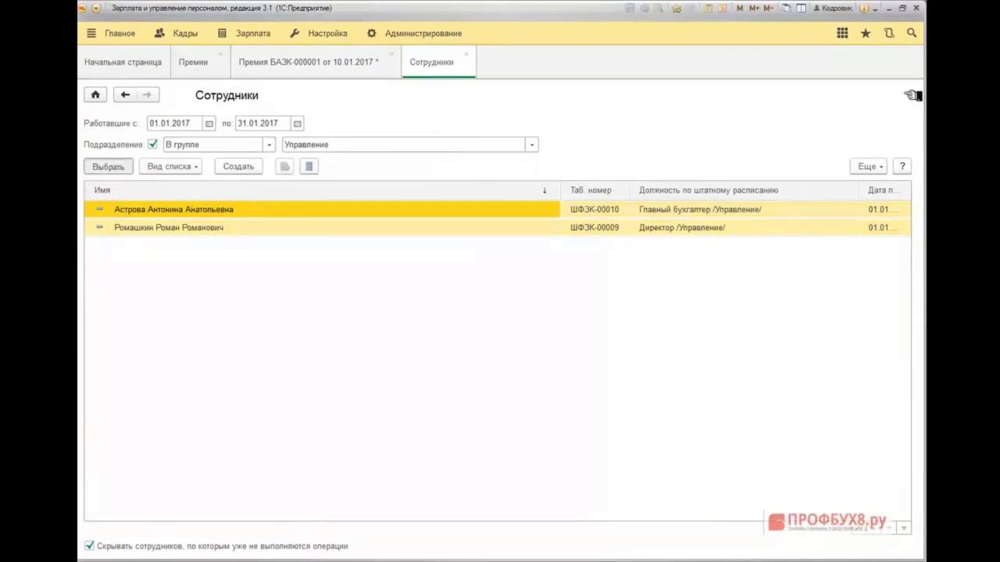 Зарплата и управление персоналом, редакция 3.1 (1С:Предприятие)
M M+ M- Кадровик
Главное Кадры Зарплата Настройка Администрирование
Начальная страница Премии Премия БАЗК-000001 от 10.01.2017 * Сотрудники
Сотрудники
Работавшие с: 01.01.2017 по: 31.01.2017
Подразделение: В группе Управление
Выбрать Вид списка Создать Еще ?
Имя ↓ Таб. номер Должность по штатному расписанию Дата п...
Астрова Антонина Анатольевна ШФЗК-00010 Главный бухгалтер /Управление/ 01.01....
Ромашкин Роман Романович ШФЗК-00009 Директор /Управление/ 01.01....
ПРОФБУХ8.ру
Скрывать сотрудников, по которым уже не выполняются операции